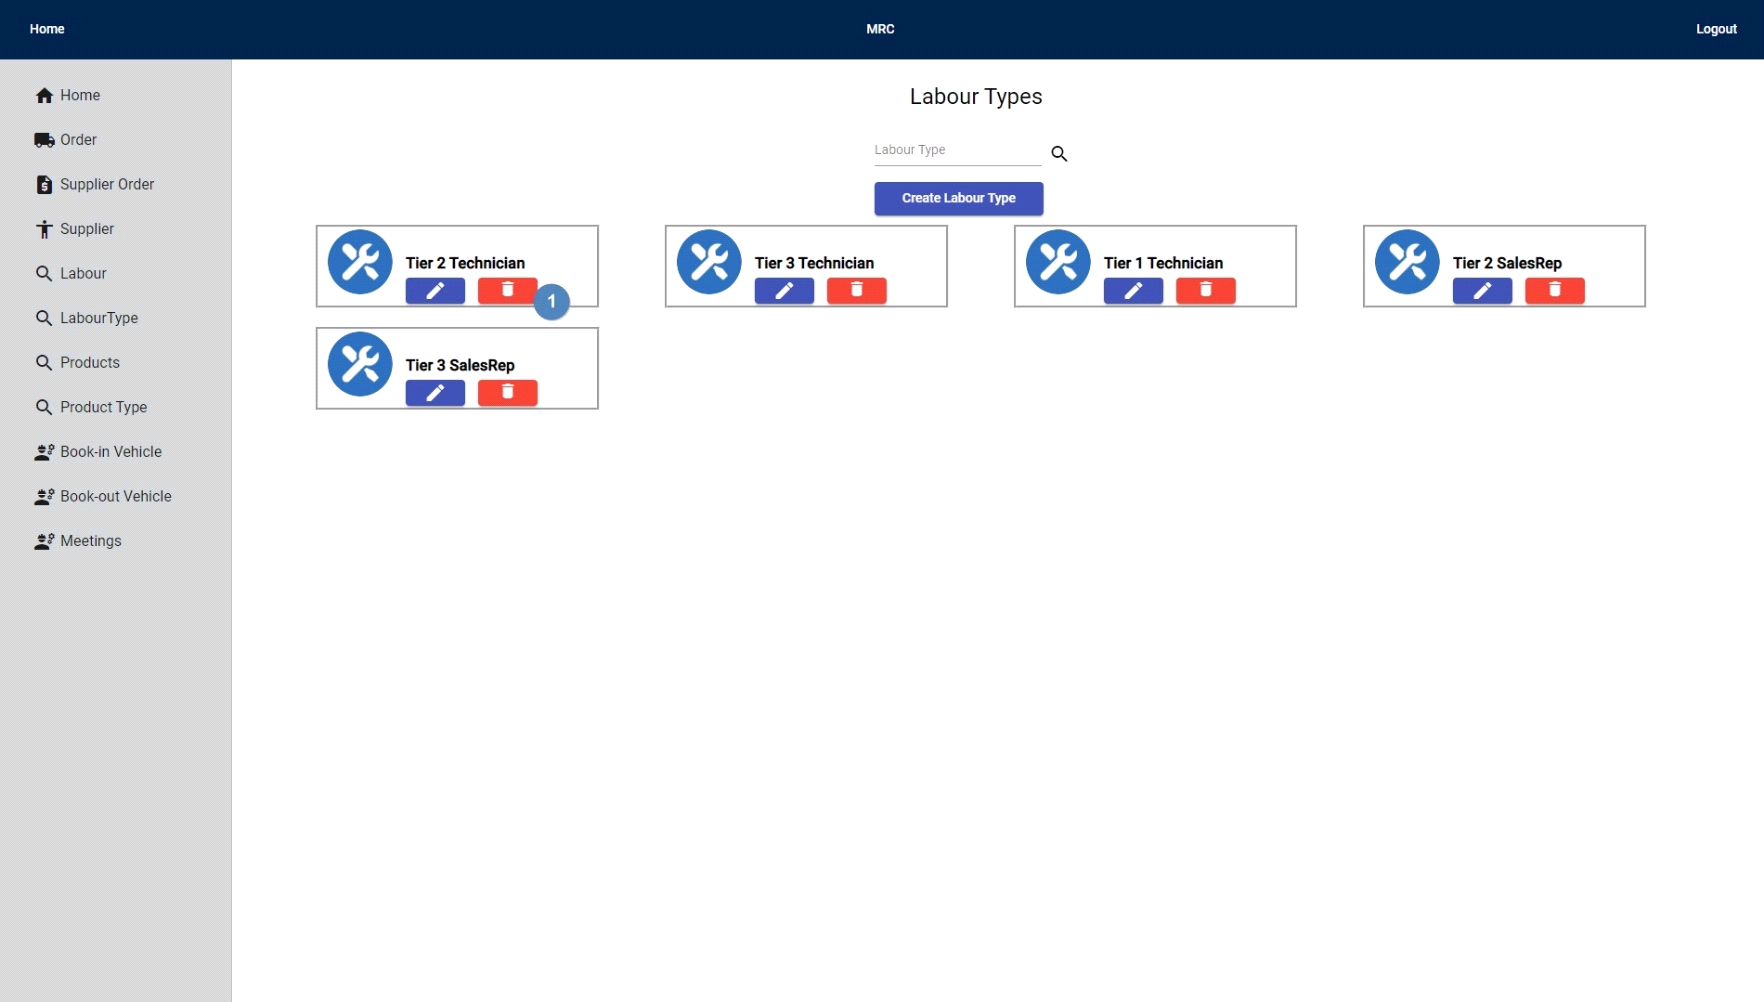 Home MRC Logout
Home
Order
Supplier Order
Supplier
Labour
LabourType
Products
Product Type
Book-in Vehicle
Book-out Vehicle
Meetings
Labour Types
Labour Type
Create Labour Type
Tier 2 Technician
1
Tier 3 Technician
Tier 1 Technician
Tier 2 SalesRep
Tier 3 SalesRep